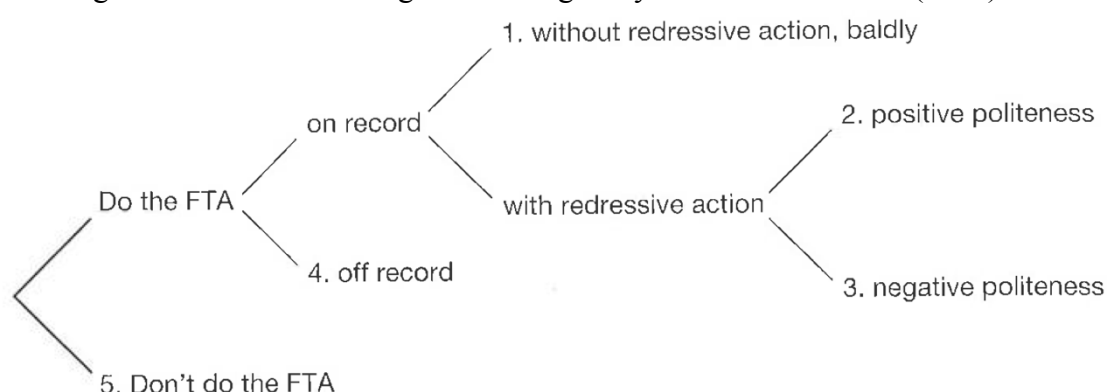 1. without redressive action, baldly
2. positive politeness
on record
Do the FTA
with redressive action
4. off record
3. negative politeness
5. Don't do the FTA